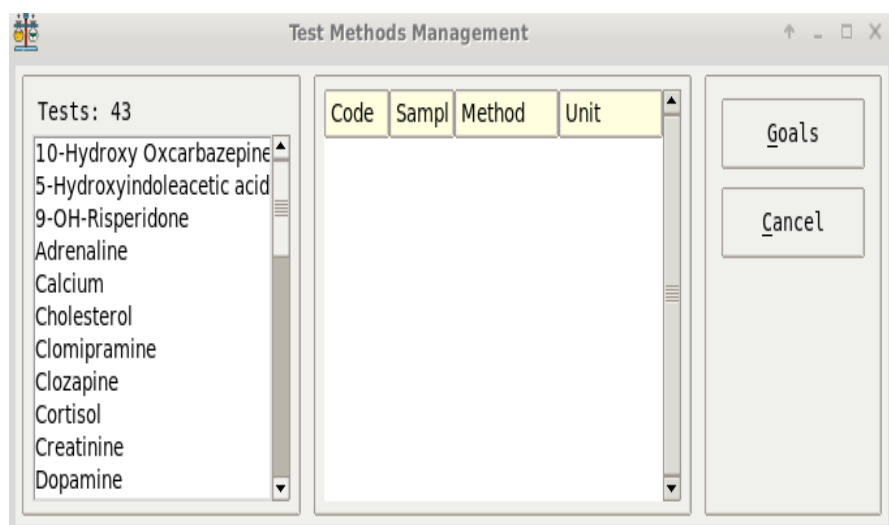 Test Methods Management
Tests: 43
10-Hydroxy Oxcarbazepine
5-Hydroxyindoleacetic acid
9-OH-Risperidone
Adrenaline
Calcium
Cholesterol
Clomipramine
Clozapine
Cortisol
Creatinine
Dopamine
Code Sampl Method Unit
Goals
Cancel